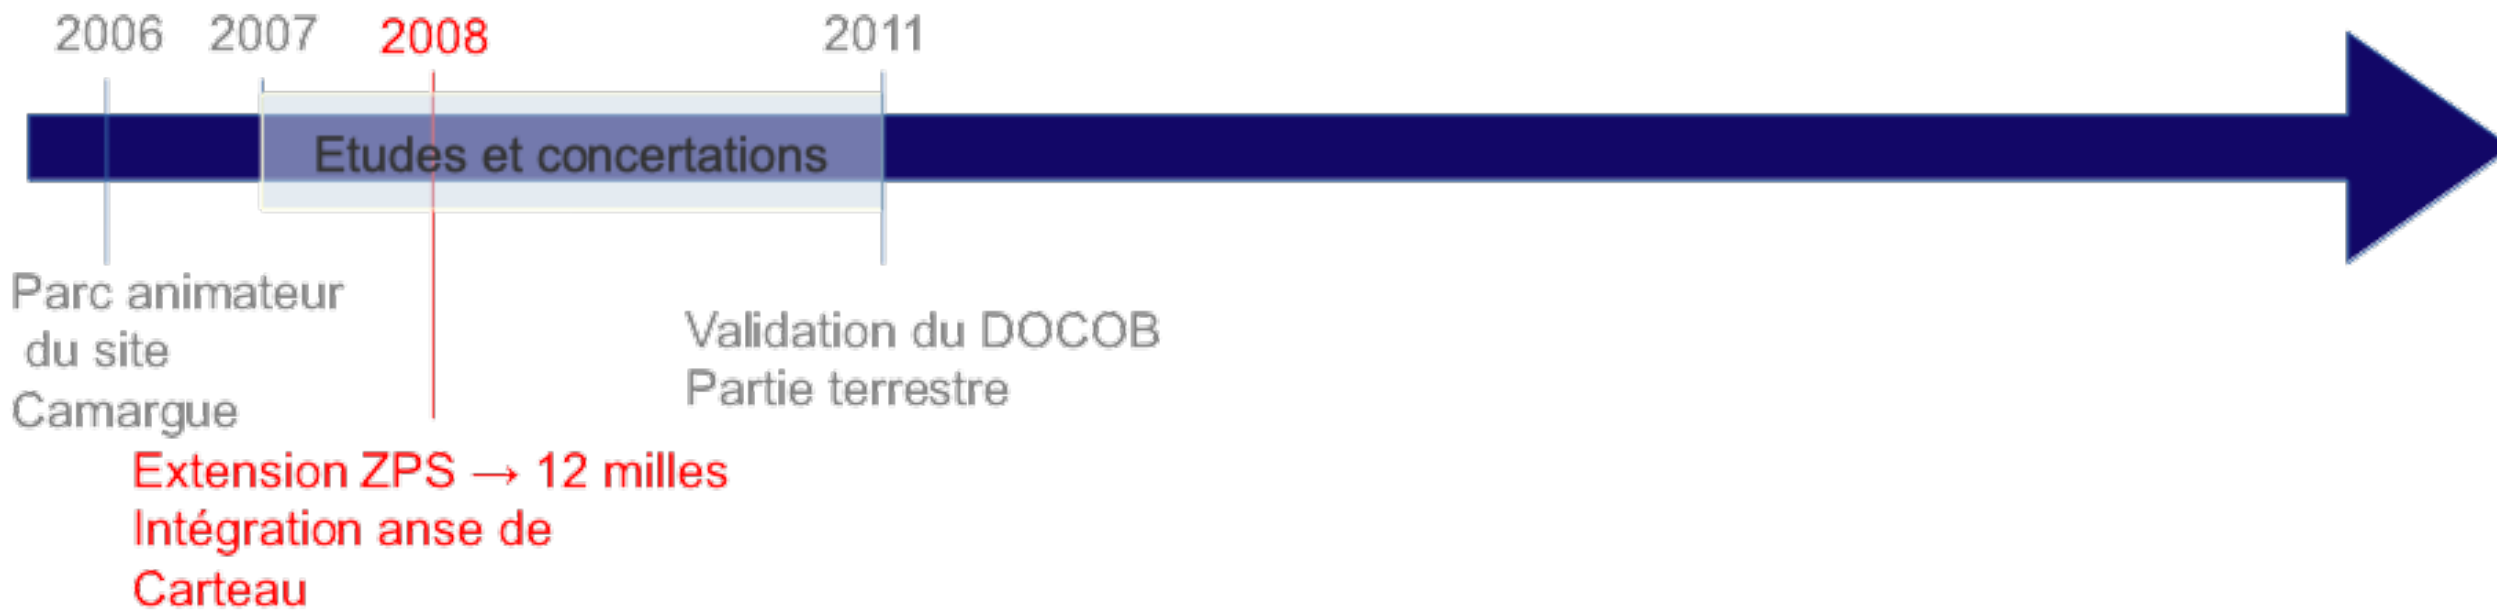 2006 2007 2008 2011
Etudes et concertations
Parc animateur
du site
Camargue
Validation du DOCOB
Partie terrestre
Extension ZPS → 12 milles
Intégration anse de
Carteau